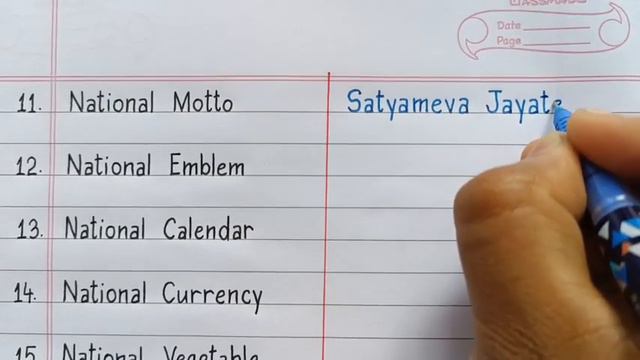 CLASSMATE
Date
Page
11. National Motto Satyameva Jayate
12. National Emblem
13. National Calendar
14. National Currency
15. National Vegetable